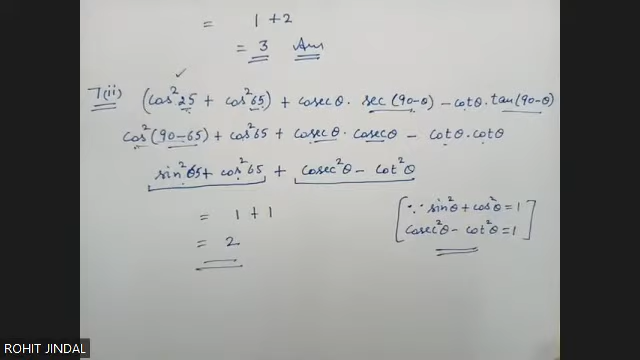 = 1 + 2
= 3 Ans
7(ii) (cos²25 + cos²65) + cosecθ . sec(90-θ) - cotθ . tan(90-θ)
cos²(90-65) + cos²65 + cosecθ . cosecθ - cotθ . cotθ
sin²65 + cos²65 + cosec²θ - cot²θ
= 1 + 1
[∵ sin²θ + cos²θ = 1
cosec²θ - cot²θ = 1]
= 2
ROHIT JINDAL